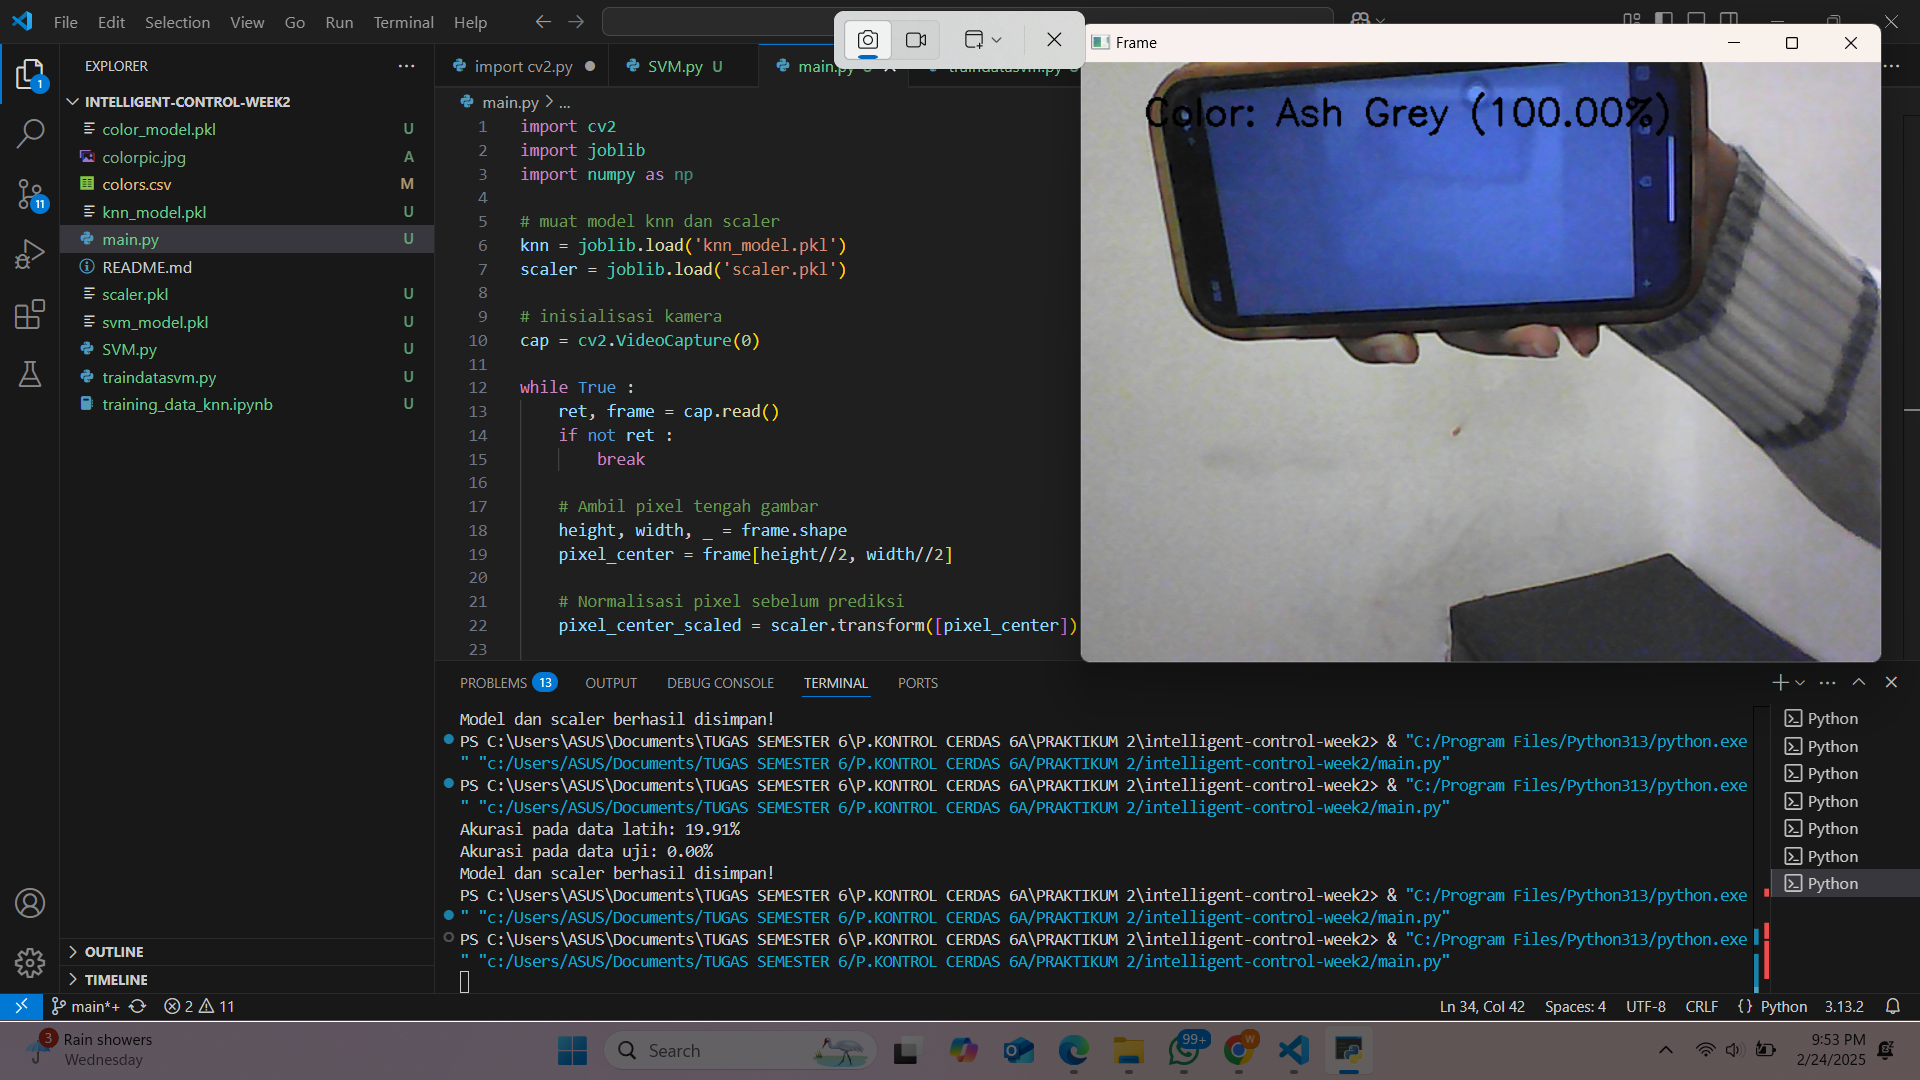 File Edit Selection View Go Run Terminal Help
EXPLORER
INTELLIGENT-CONTROL-WEEK2
color_model.pkl U
colorpic.jpg A
colors.csv M
knn_model.pkl U
main.py U
README.md
scaler.pkl U
svm_model.pkl U
SVM.py U
traindatasvm.py U
training_data_knn.ipynb U
OUTLINE
TIMELINE
1
11
import cv2.py
SVM.py U
main.py U
traindatasvm.py U
main.py > ...
1 import cv2
2 import joblib
3 import numpy as np
4
5 # muat model knn dan scaler
6 knn = joblib.load('knn_model.pkl')
7 scaler = joblib.load('scaler.pkl')
8
9 # inisialisasi kamera
10 cap = cv2.VideoCapture(0)
11
12 while True :
13 ret, frame = cap.read()
14 if not ret :
15 break
16
17 # Ambil pixel tengah gambar
18 height, width, _ = frame.shape
19 pixel_center = frame[height//2, width//2]
20
21 # Normalisasi pixel sebelum prediksi
22 pixel_center_scaled = scaler.transform([pixel_center])
23
Frame
Color: Ash Grey (100.00%)
PROBLEMS 13 OUTPUT DEBUG CONSOLE TERMINAL PORTS
Model dan scaler berhasil disimpan!
PS C:\Users\ASUS\Documents\TUGAS SEMESTER 6\P.KONTROL CERDAS 6A\PRAKTIKUM 2\intelligent-control-week2> & "C:/Program Files/Python313/python.exe
" "c:/Users/ASUS/Documents/TUGAS SEMESTER 6/P.KONTROL CERDAS 6A/PRAKTIKUM 2/intelligent-control-week2/main.py"
PS C:\Users\ASUS\Documents\TUGAS SEMESTER 6\P.KONTROL CERDAS 6A\PRAKTIKUM 2\intelligent-control-week2> & "C:/Program Files/Python313/python.exe
" "c:/Users/ASUS/Documents/TUGAS SEMESTER 6/P.KONTROL CERDAS 6A/PRAKTIKUM 2/intelligent-control-week2/main.py"
Akurasi pada data latih: 19.91%
Akurasi pada data uji: 0.00%
Model dan scaler berhasil disimpan!
PS C:\Users\ASUS\Documents\TUGAS SEMESTER 6\P.KONTROL CERDAS 6A\PRAKTIKUM 2\intelligent-control-week2> & "C:/Program Files/Python313/python.exe
" "c:/Users/ASUS/Documents/TUGAS SEMESTER 6/P.KONTROL CERDAS 6A/PRAKTIKUM 2/intelligent-control-week2/main.py"
PS C:\Users\ASUS\Documents\TUGAS SEMESTER 6\P.KONTROL CERDAS 6A\PRAKTIKUM 2\intelligent-control-week2> & "C:/Program Files/Python313/python.exe
" "c:/Users/ASUS/Documents/TUGAS SEMESTER 6/P.KONTROL CERDAS 6A/PRAKTIKUM 2/intelligent-control-week2/main.py"
Python
Python
Python
Python
Python
Python
Python
main*+ 2 11
Ln 34, Col 42 Spaces: 4 UTF-8 CRLF {} Python 3.13.2
3
Rain showers
Wednesday
Search
99+
W
9:53 PM
2/24/2025